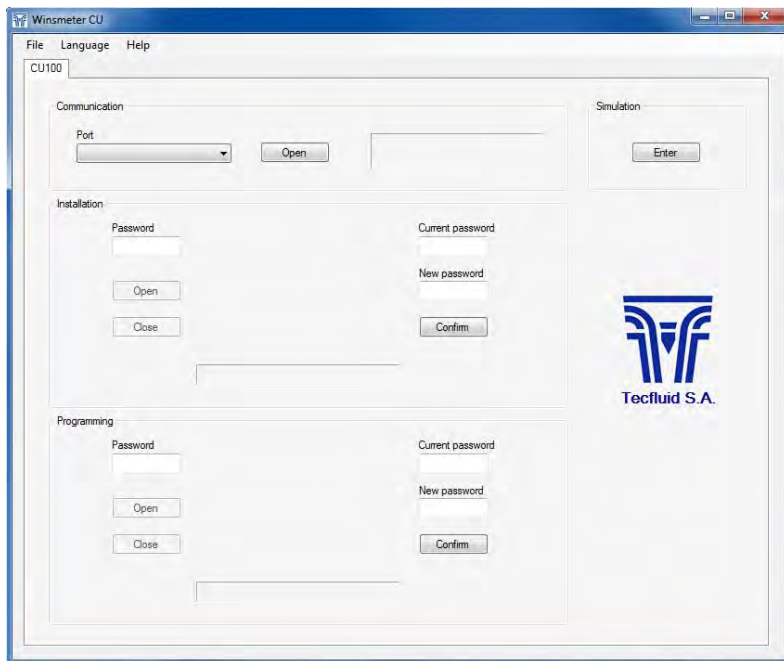 Winsmeter CU
File Language Help
CU100
Communication
Port
Open
Simulation
Enter
Installation
Password
Current password
New password
Open
Close
Confirm
Tecfluid S.A.
Programming
Password
Current password
New password
Open
Close
Confirm